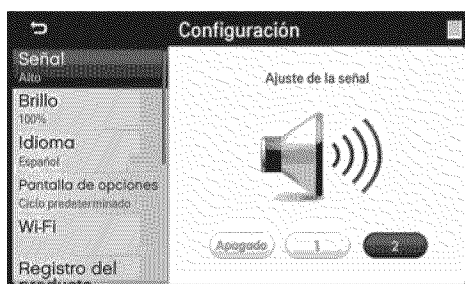 Configuración
Señal
Alto
Brillo
100%
Idioma
Español
Pantalla de opciones
Ciclo predeterminado
Wi-Fi
Registro del
producto
Ajuste de la señal
Apagado
1
2